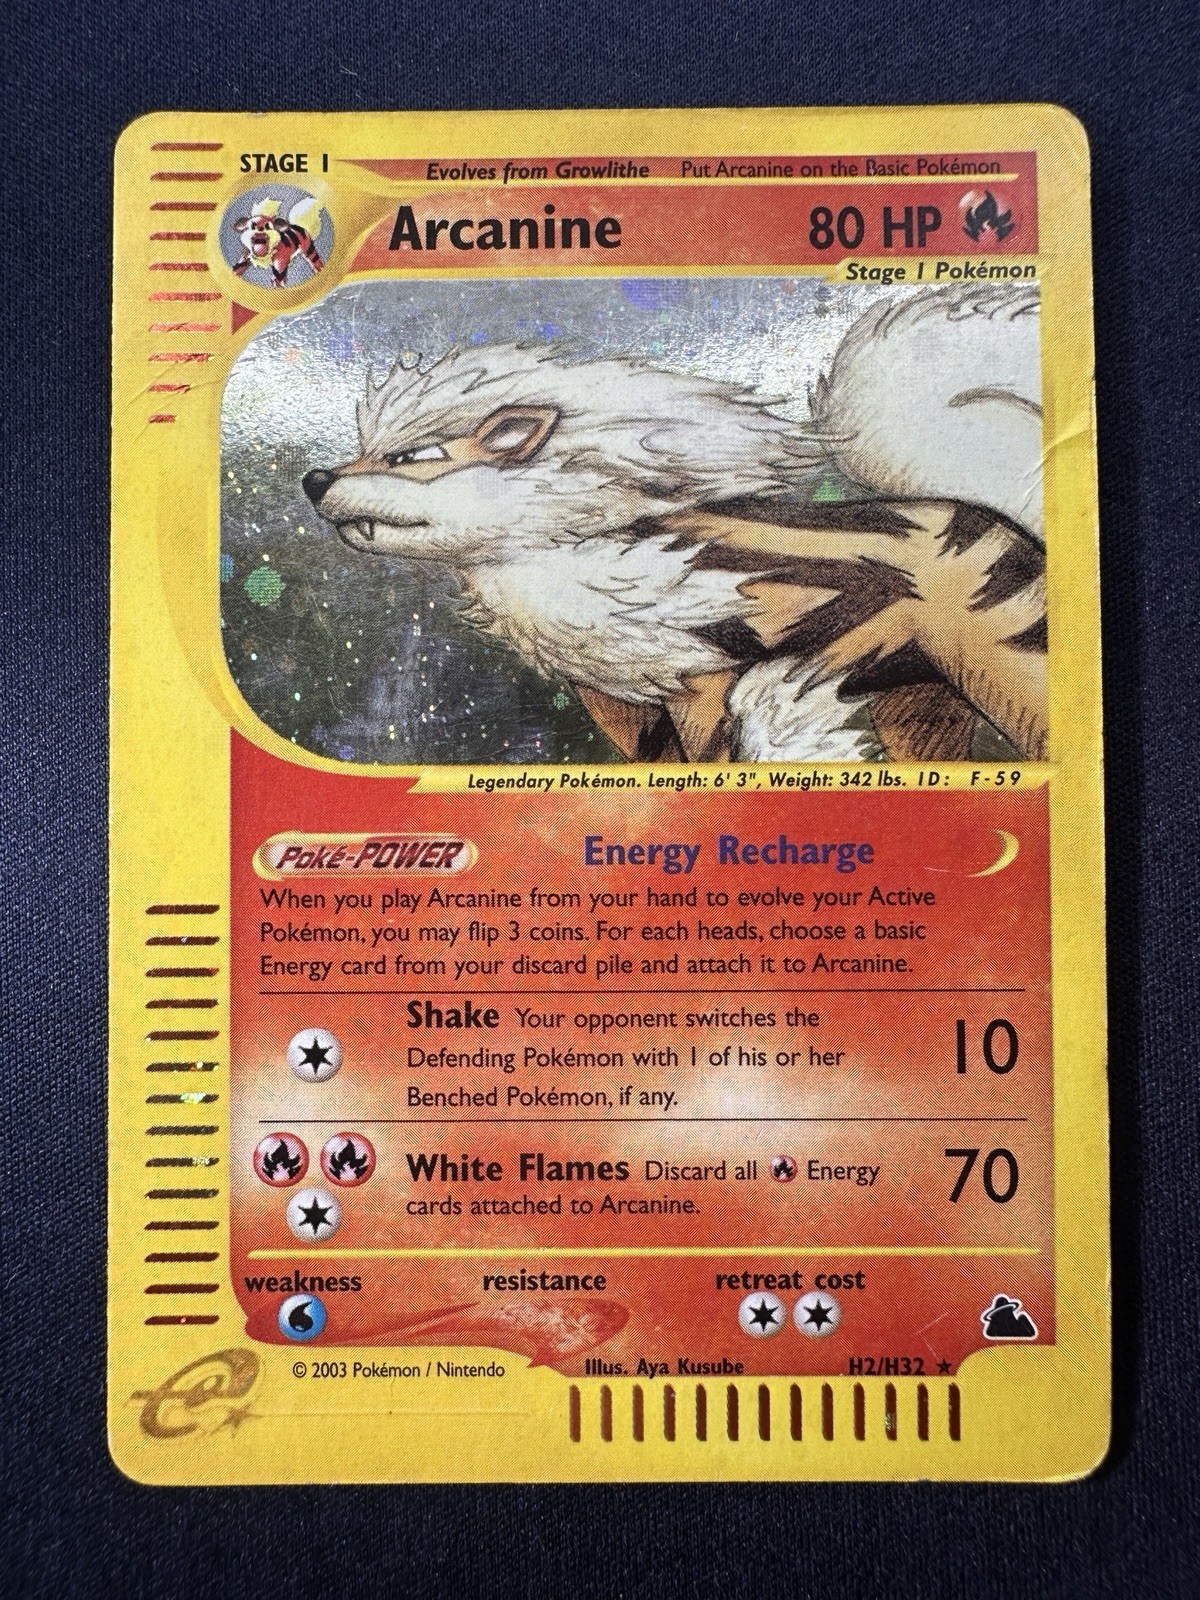 STAGE 1
Evolves from Growlithe Put Arcanine on the Basic Pokémon
Arcanine 80 HP
Stage 1 Pokémon
Legendary Pokémon. Length: 6' 3", Weight: 342 lbs. ID: F-59
Poké-POWER Energy Recharge
When you play Arcanine from your hand to evolve your Active
Pokémon, you may flip 3 coins. For each heads, choose a basic
Energy card from your discard pile and attach it to Arcanine.
Shake Your opponent switches the
Defending Pokémon with 1 of his or her
Benched Pokémon, if any.
10
White Flames Discard all Energy
cards attached to Arcanine.
70
weakness resistance retreat cost
© 2003 Pokémon / Nintendo Illus. Aya Kusube H2/H32 ★
e